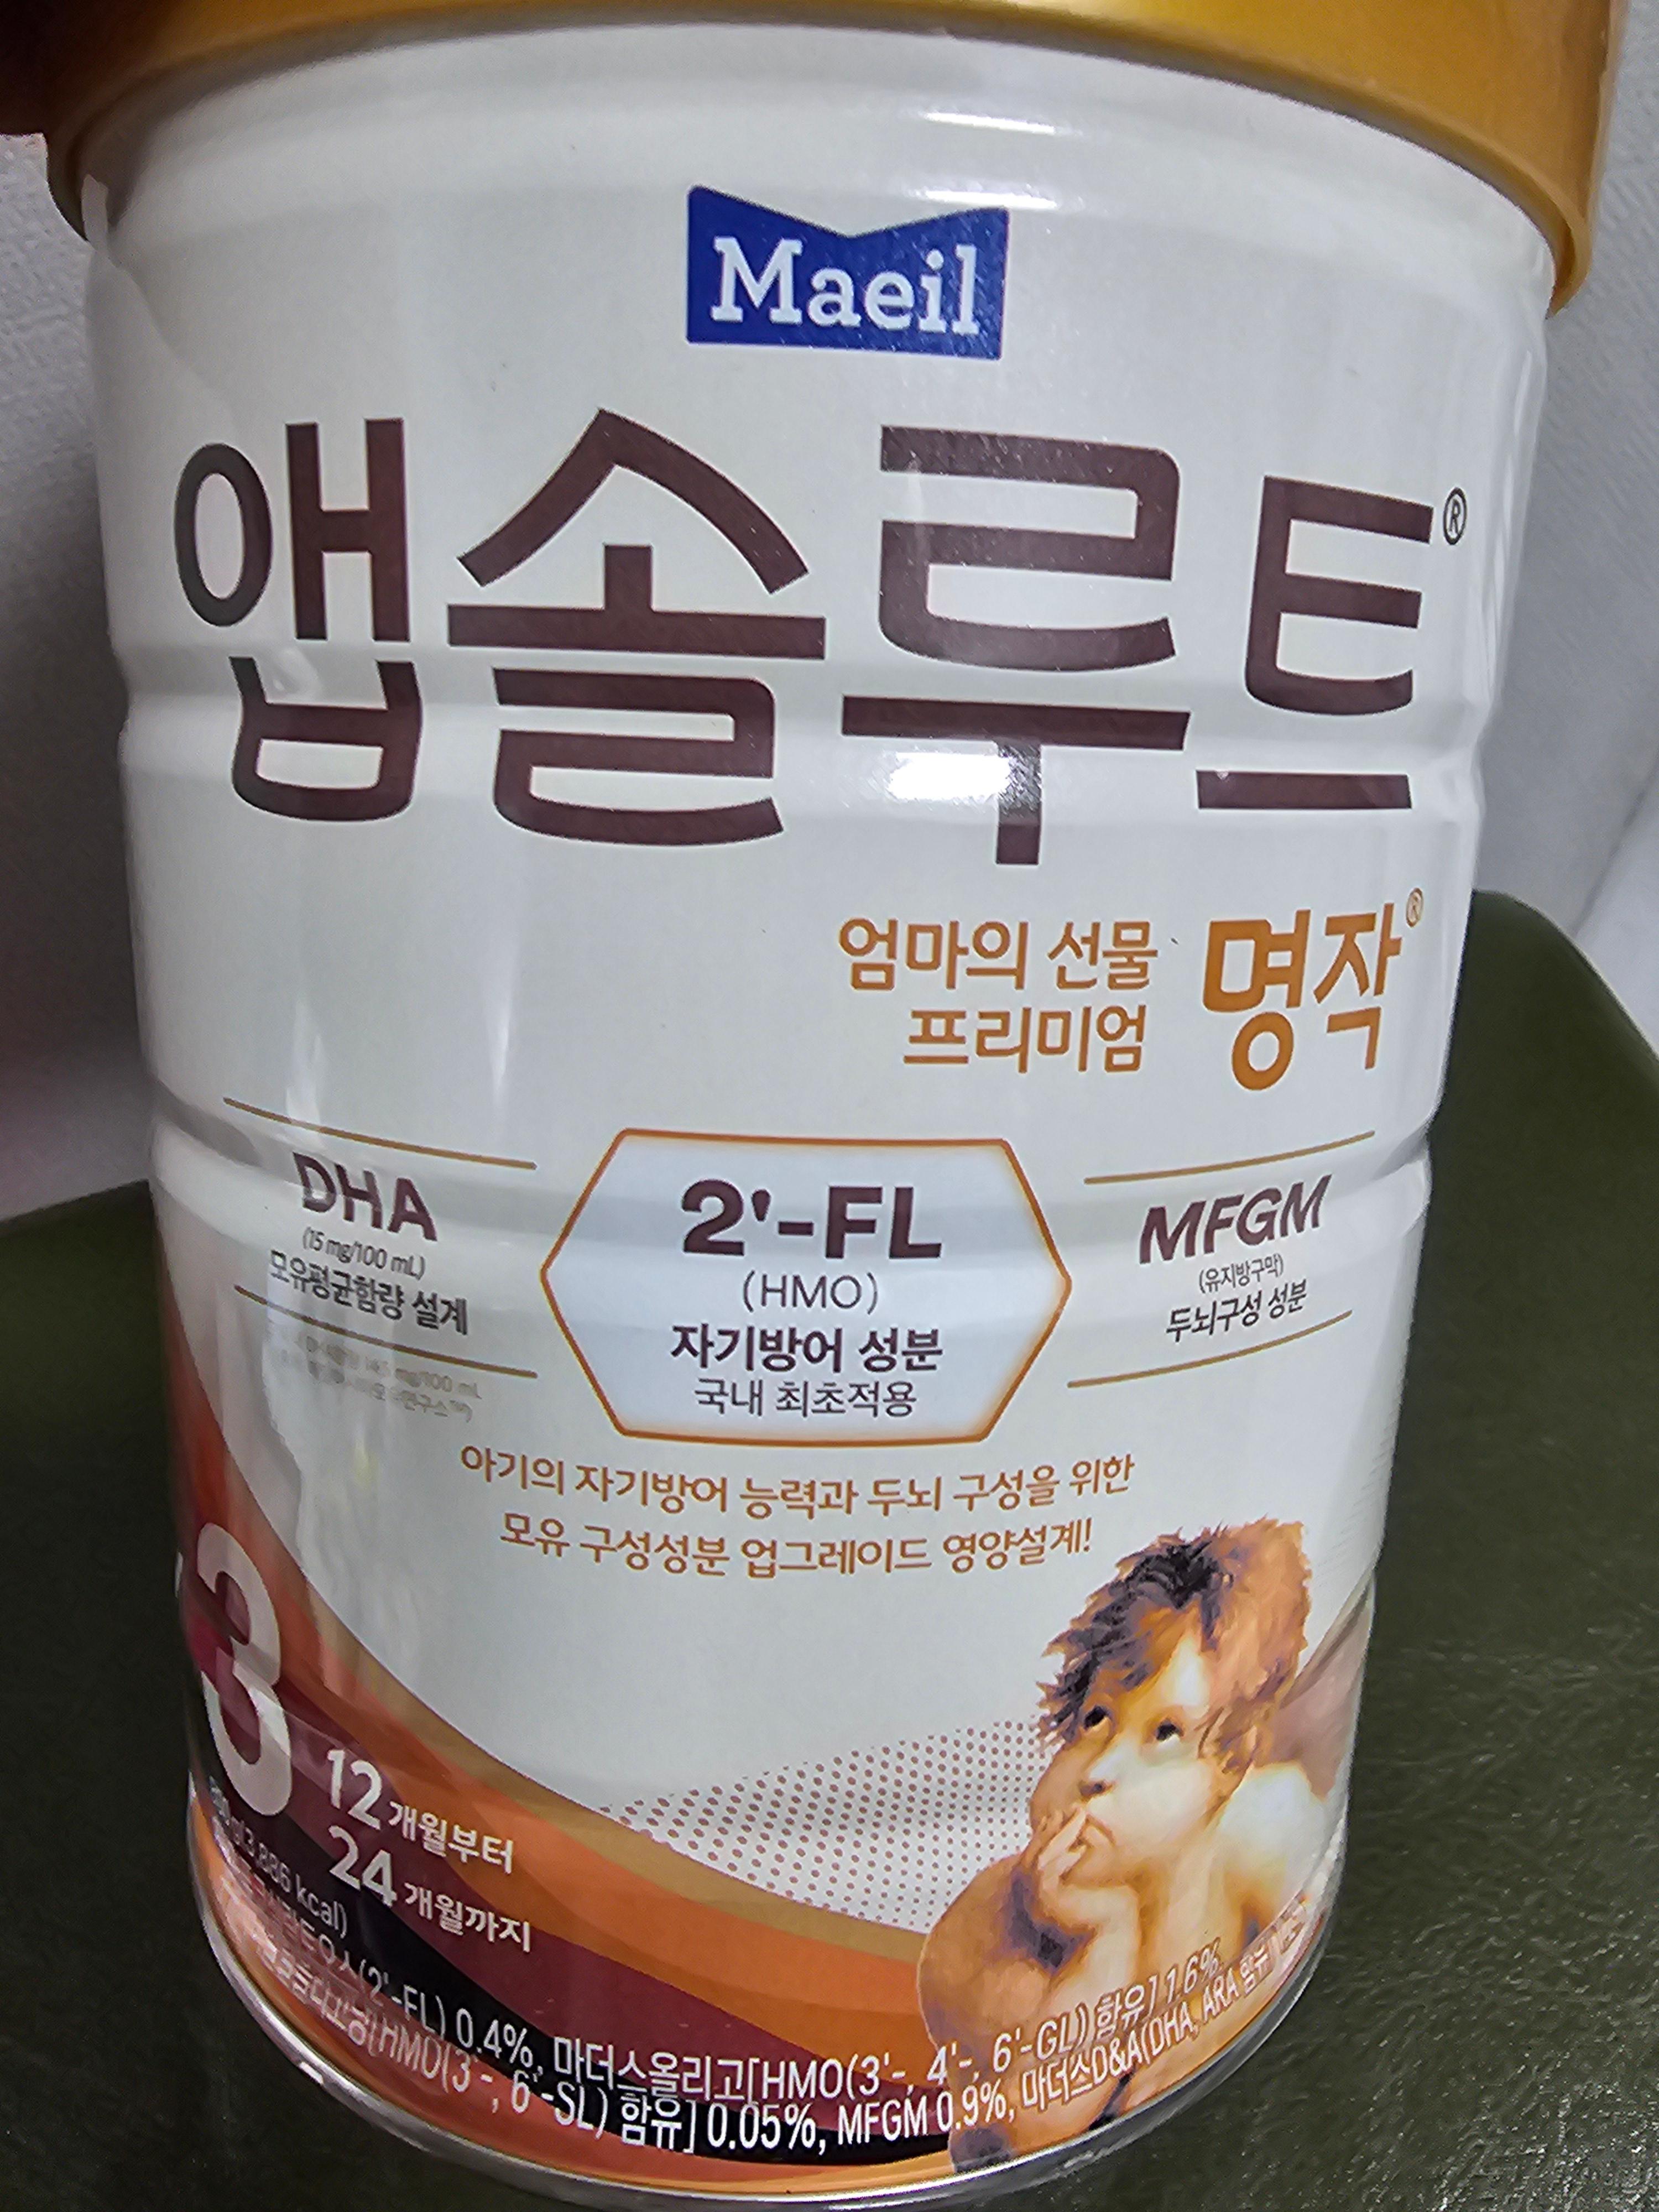 Maeil
앱솔루트®
엄마의 선물
프리미엄
명작®
DHA
(15 mg/100 mL)
모유평균함량 설계
2'-FL
(HMO)
자기방어 성분
국내 최초적용
MFGM
(유지방구막)
두뇌구성 성분
아기의 자기방어 능력과 두뇌 구성을 위한
모유 구성성분 업그레이드 영양설계!
3
12개월부터
24개월까지
kcal)
(2'-FL) 0.4%, 마더스올리고[HMO(3'-, 4'-, 6'-GL) 함유] 1.6%,
[HMO(3'-, 6'-SL) 함유] 0.05%, MFGM 0.9%, 마더스D&A(DHA, ARA 함유)